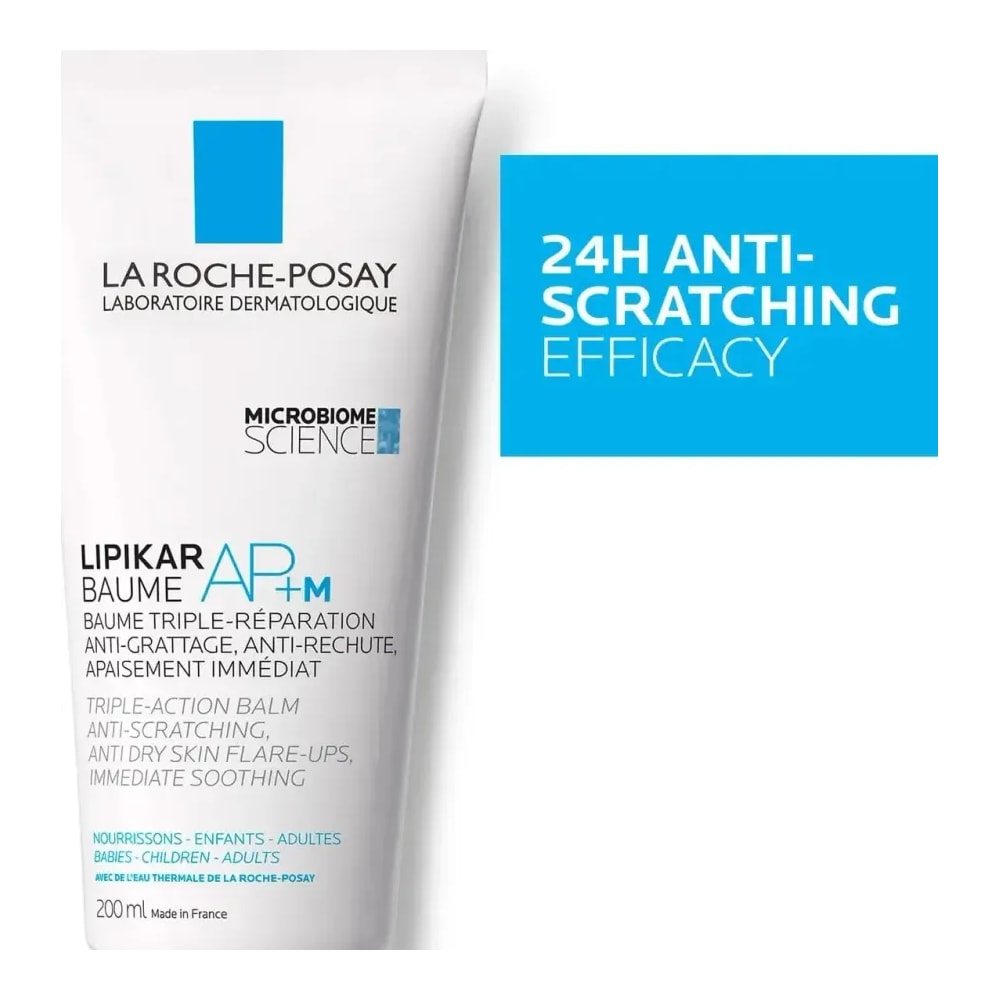 LA ROCHE-POSAY
LABORATOIRE DERMATOLOGIQUE
MICROBIOME
SCIENCE
LIPIKAR
BAUME AP+M
BAUME TRIPLE-RÉPARATION
ANTI-GRATTAGE, ANTI-RECHUTE,
APAISEMENT IMMÉDIAT
TRIPLE-ACTION BALM
ANTI-SCRATCHING,
ANTI DRY SKIN FLARE-UPS,
IMMEDIATE SOOTHING
NOURRISSONS - ENFANTS - ADULTES
BABIES - CHILDREN - ADULTS
AVEC DE L'EAU THERMALE DE LA ROCHE-POSAY
200 ml Made in France
24H ANTI-
SCRATCHING
EFFICACY